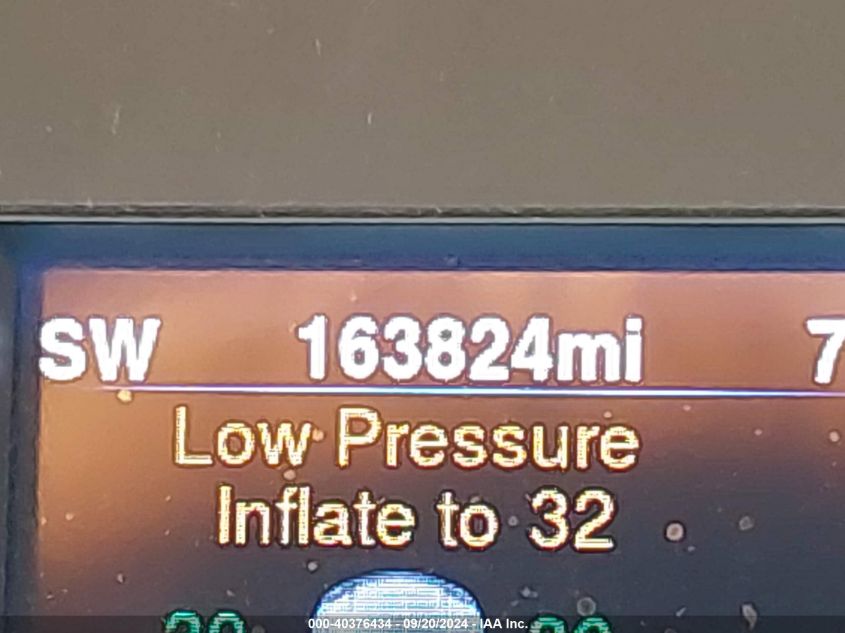 SW 163824mi 7
Low Pressure
Inflate to 32
000-40376434 - 09/20/2024 - IAA Inc.